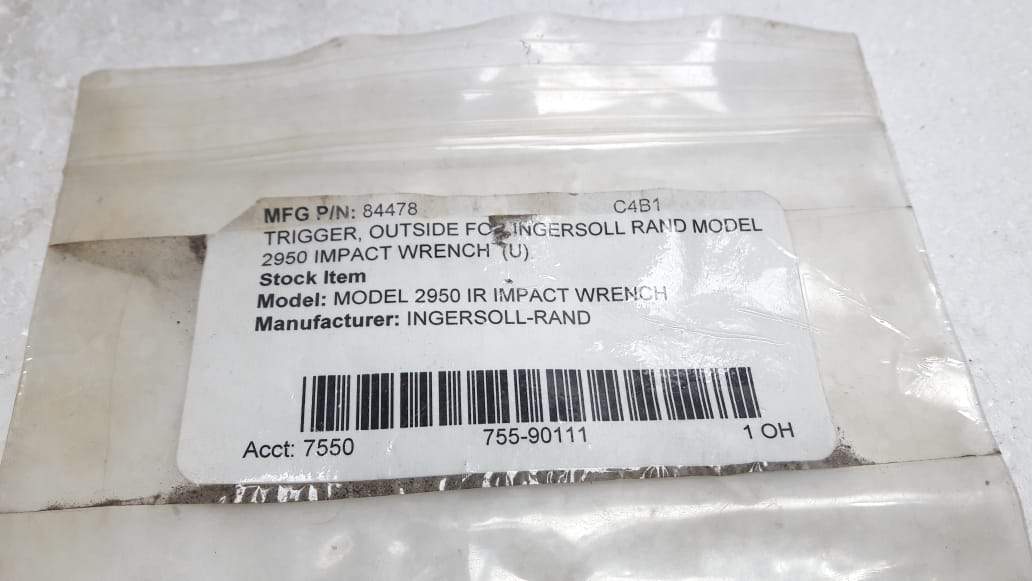 MFG P/N: 84478 C4B1
TRIGGER, OUTSIDE FOR INGERSOLL RAND MODEL
2950 IMPACT WRENCH (U)
Stock Item
Model: MODEL 2950 IR IMPACT WRENCH
Manufacturer: INGERSOLL-RAND
Acct: 7550 755-90111 1 OH